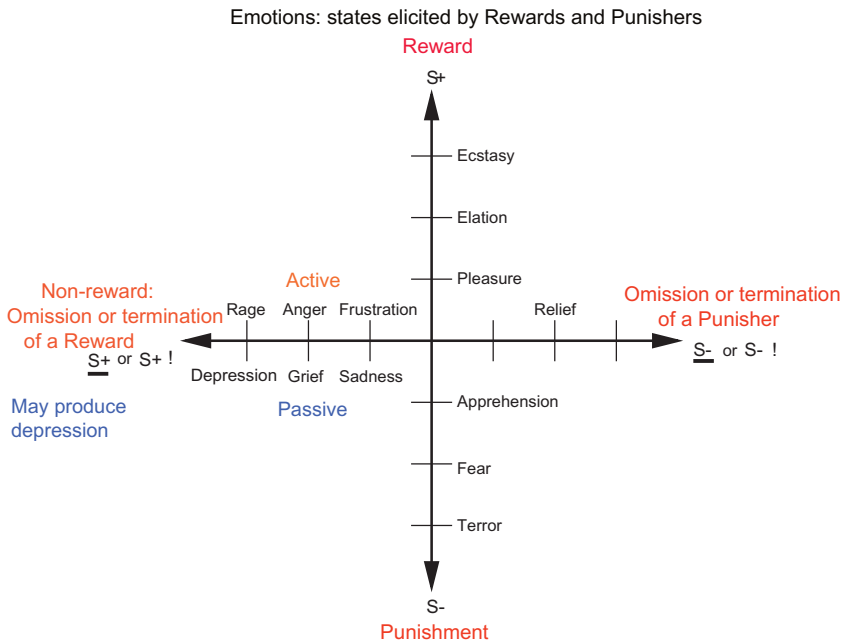 Emotions: states elicited by Rewards and Punishers
Reward
S+
Ecstasy
Elation
Pleasure
Active
Non-reward:
Omission or termination
of a Reward
S+ or S+ !
May produce
depression
Rage Anger Frustration
Depression Grief Sadness
Passive
Relief
Omission or termination
of a Punisher
S- or S- !
Apprehension
Fear
Terror
S-
Punishment